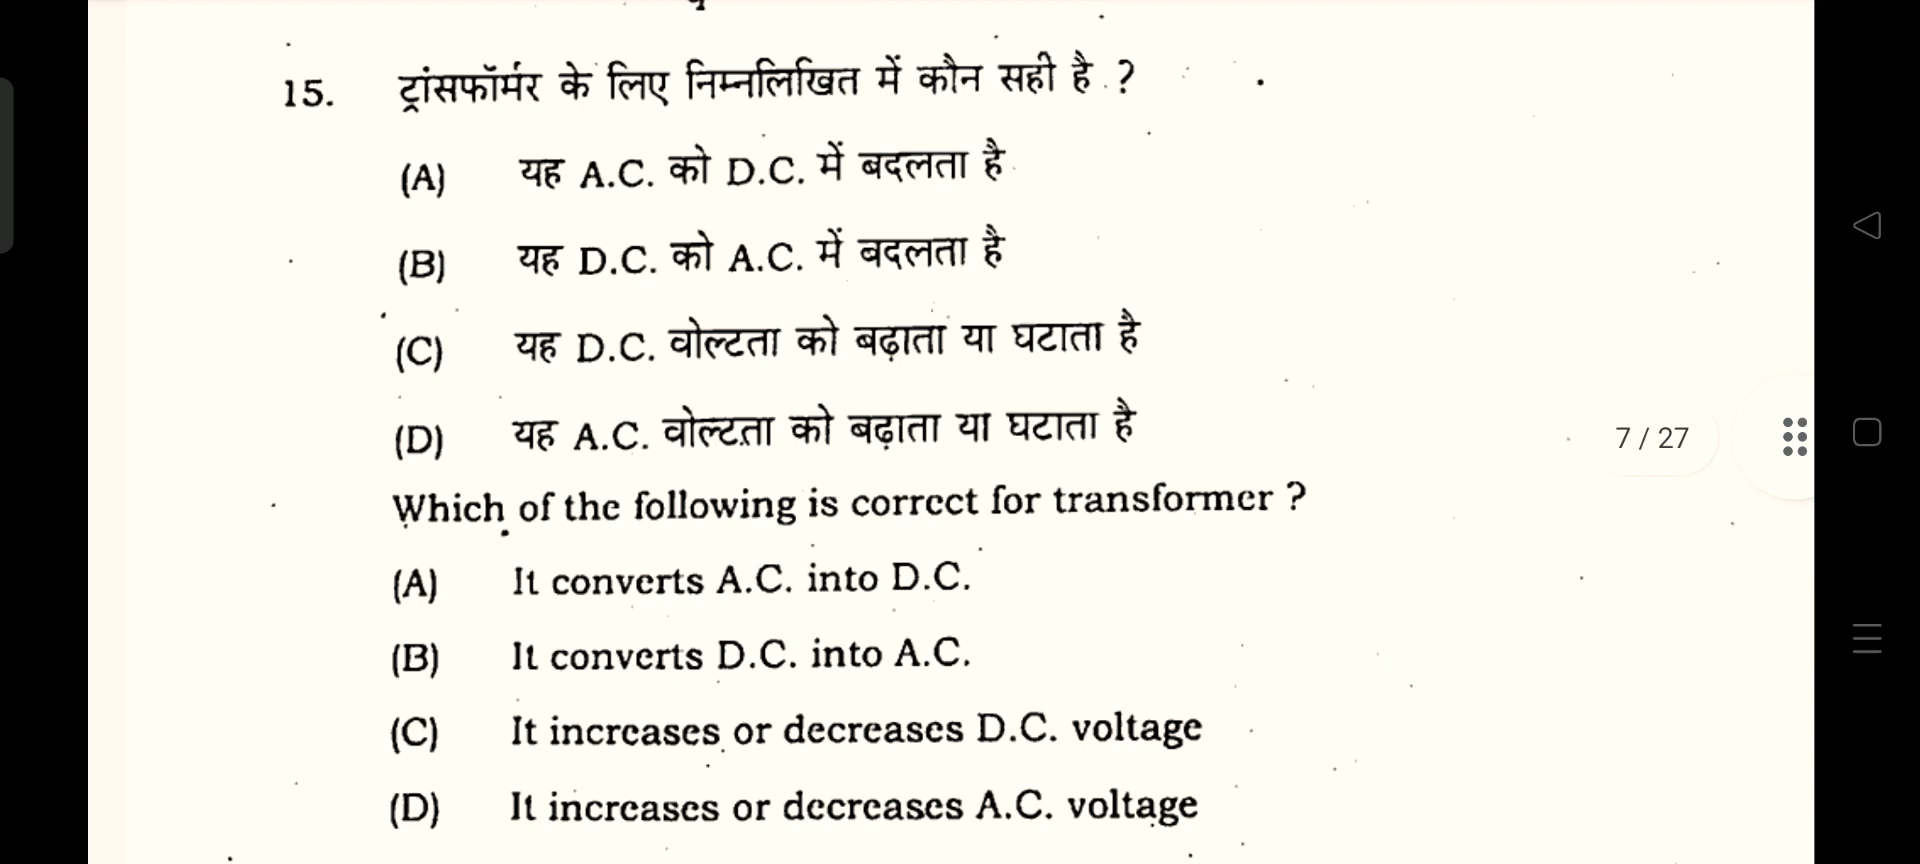 15. ट्रांसफॉर्मर के लिए निम्नलिखित में कौन सही है ?
(A) यह A.C. को D.C. में बदलता है
(B) यह D.C. को A.C. में बदलता है
(C) यह D.C. वोल्टता को बढ़ाता या घटाता है
(D) यह A.C. वोल्टता को बढ़ाता या घटाता है
7 / 27
Which of the following is correct for transformer ?
(A) It converts A.C. into D.C.
(B) It converts D.C. into A.C.
(C) It increases or decreases D.C. voltage
(D) It increases or decreases A.C. voltage